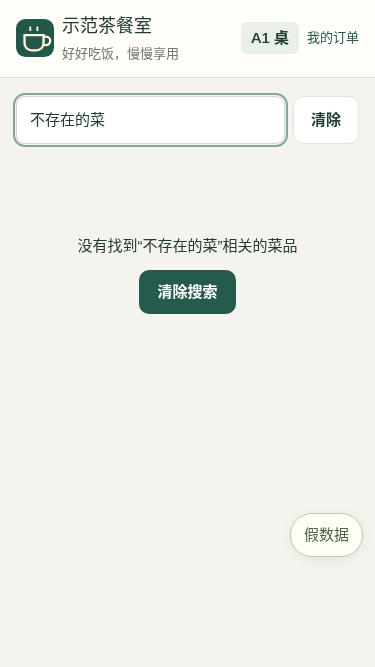 示范茶餐室
好好吃饭，慢慢享用
A1 桌
我的订单
不存在的菜
清除
没有找到“不存在的菜”相关的菜品
清除搜索
假数据